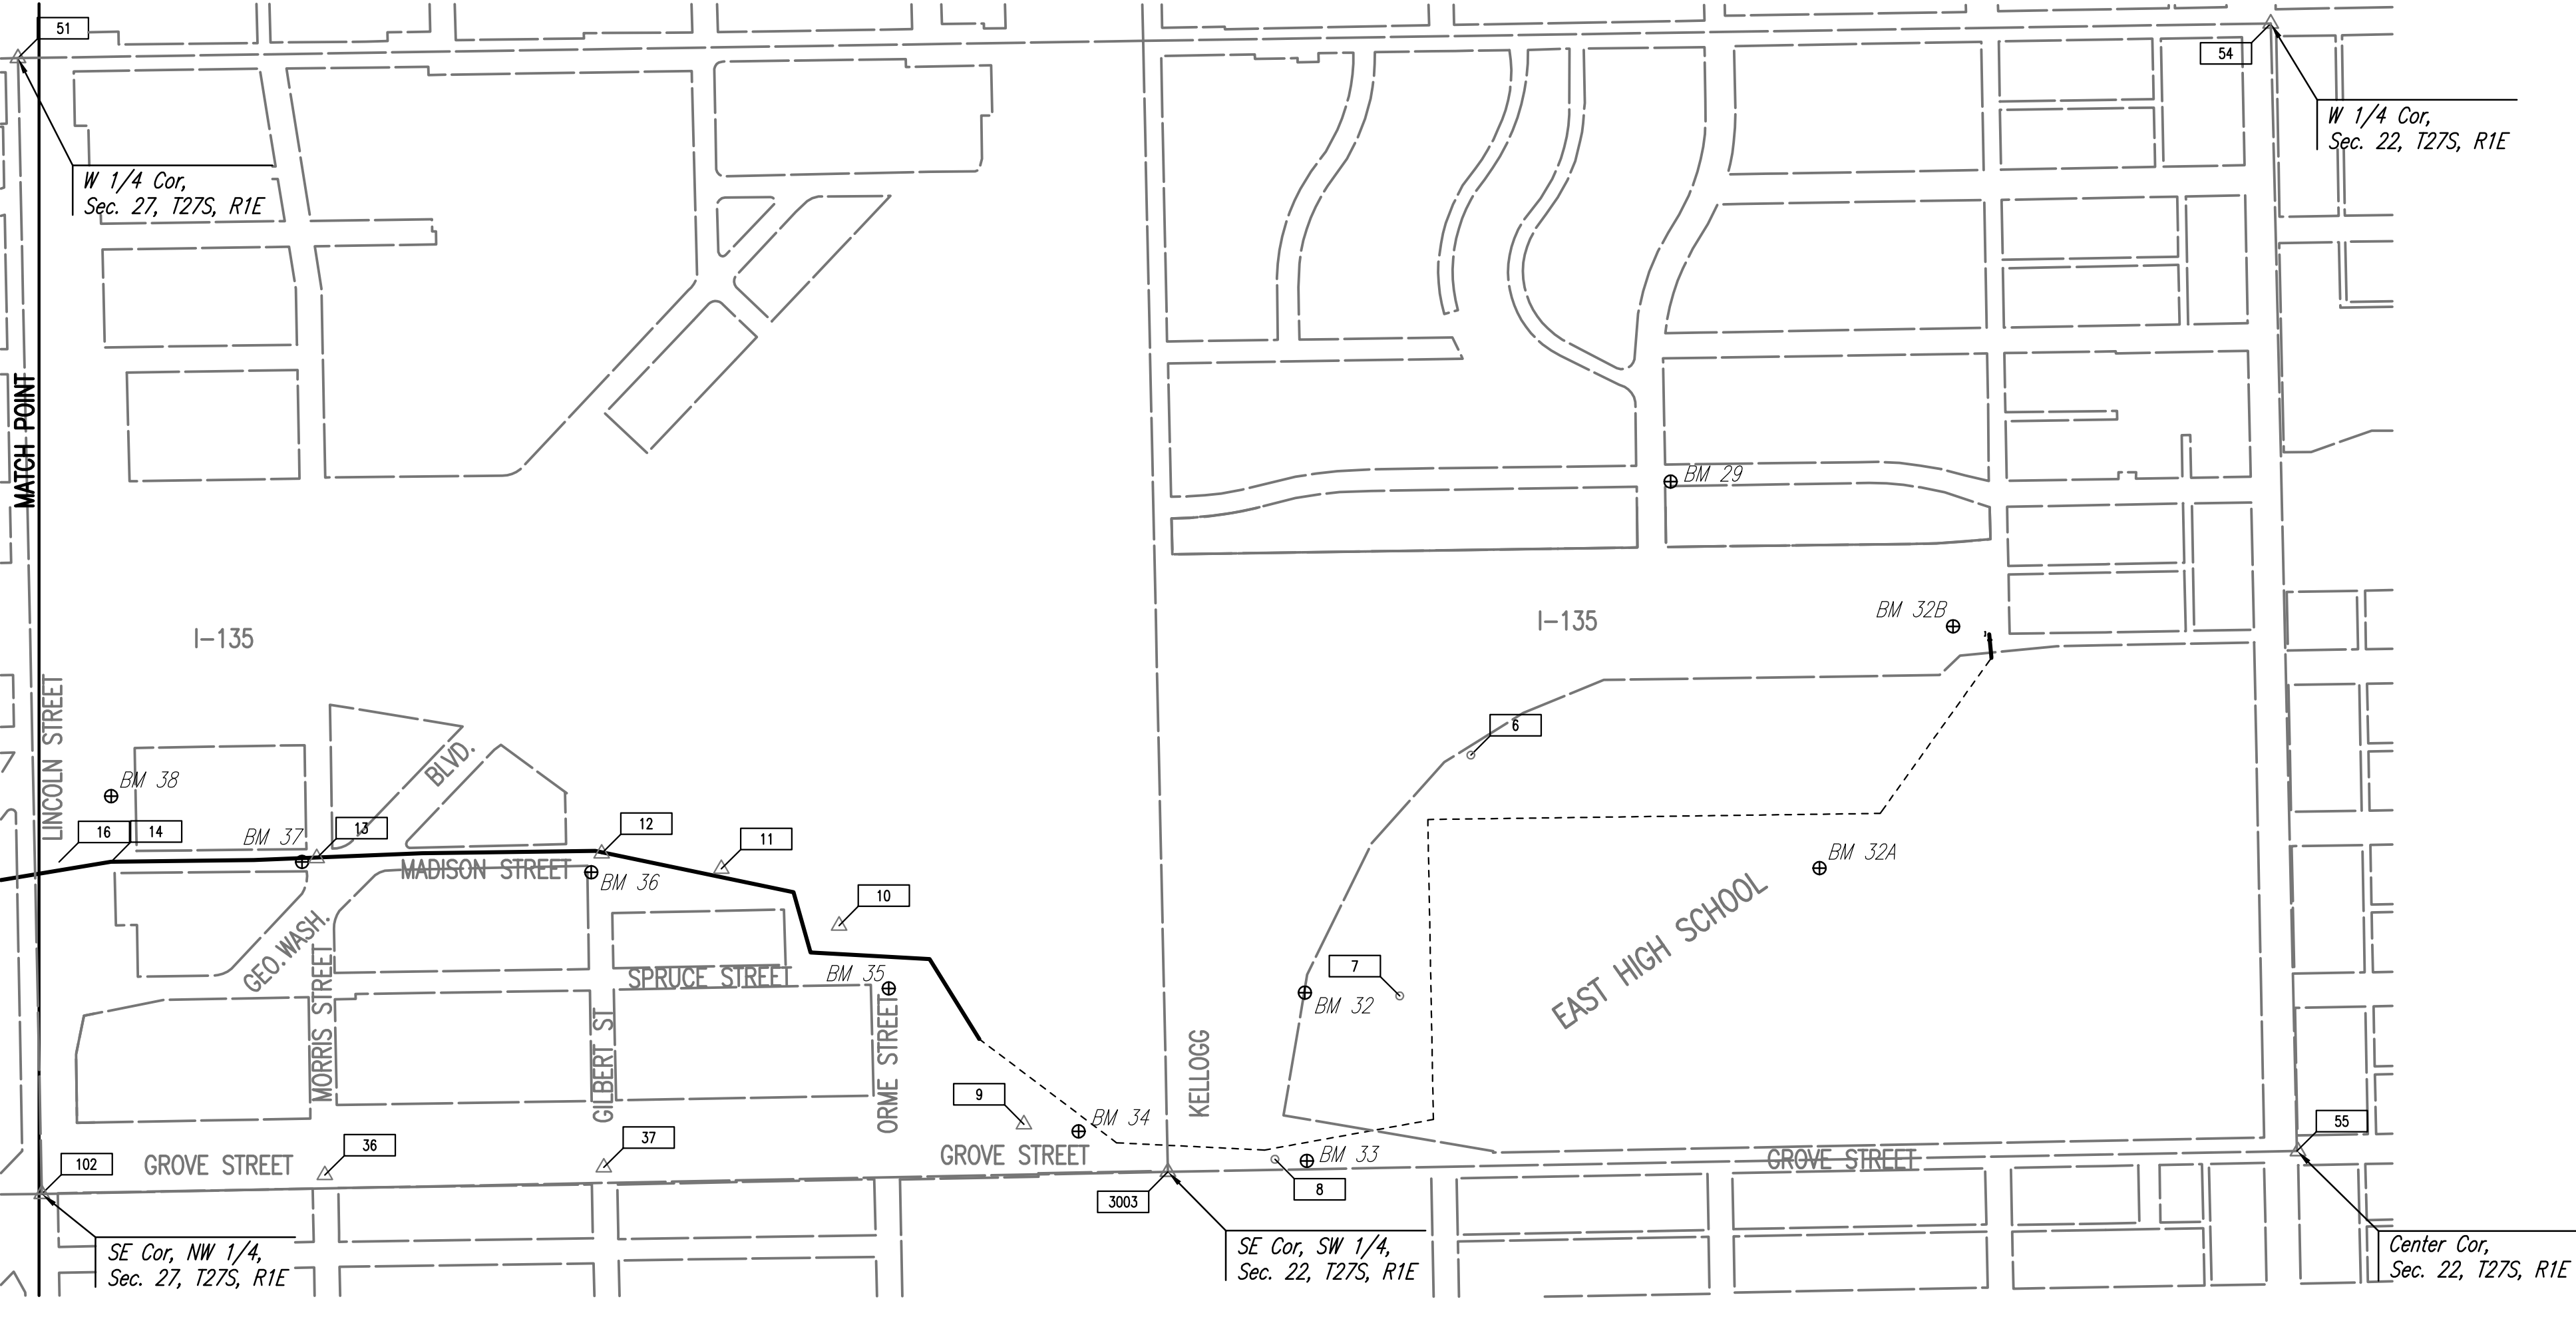 51
54
W 1/4 Cor,
Sec. 22, T27S, R1E
W 1/4 Cor,
Sec. 27, T27S, R1E
MATCH POINT
BM 29
BM 32B
I-135
I-135
LINCOLN STREET
6
BLVD.
BM 38
16
14
BM 37
13
12
11
MADISON STREET
BM 36
10
BM 32A
EAST HIGH SCHOOL
GEO.WASH.
MORRIS STREET
SPRUCE STREET
BM 35
7
BM 32
GILBERT ST
ORME STREET
KELLOGG
9
BM 34
55
36
37
102
GROVE STREET
GROVE STREET
BM 33
GROVE STREET
8
3003
SE Cor, NW 1/4,
Sec. 27, T27S, R1E
SE Cor, SW 1/4,
Sec. 22, T27S, R1E
Center Cor,
Sec. 22, T27S, R1E